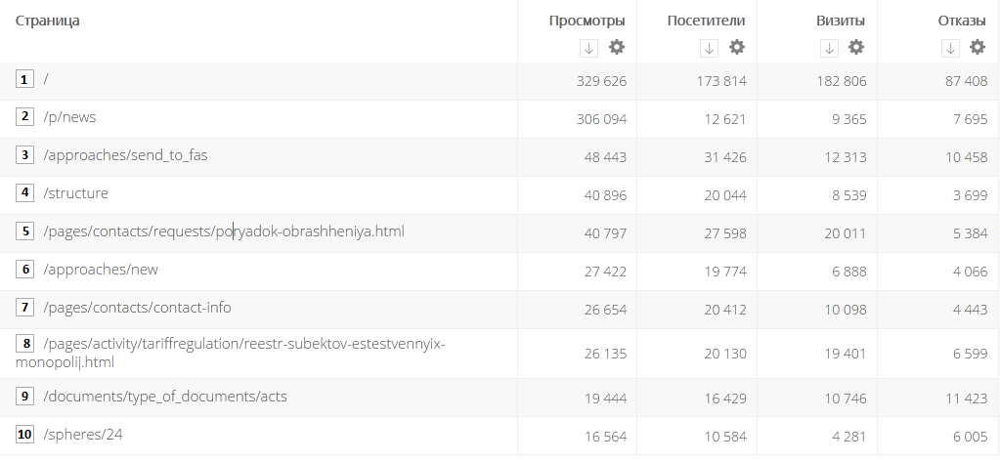 Страница Просмотры Посетители Визиты Отказы
1 / 329 626 173 814 182 806 87 408
2 /p/news 306 094 12 621 9 365 7 695
3 /approaches/send_to_fas 48 443 31 426 12 313 10 458
4 /structure 40 896 20 044 8 539 3 699
5 /pages/contacts/requests/poryadok-obrashheniya.html 40 797 27 598 20 011 5 384
6 /approaches/new 27 422 19 774 6 888 4 066
7 /pages/contacts/contact-info 26 654 20 412 10 098 4 443
8 /pages/activity/tariffregulation/reestr-subektov-estestvennyix-
monopolij.html 26 135 20 130 19 401 6 599
9 /documents/type_of_documents/acts 19 444 16 429 10 746 11 423
10 /spheres/24 16 564 10 584 4 281 6 005